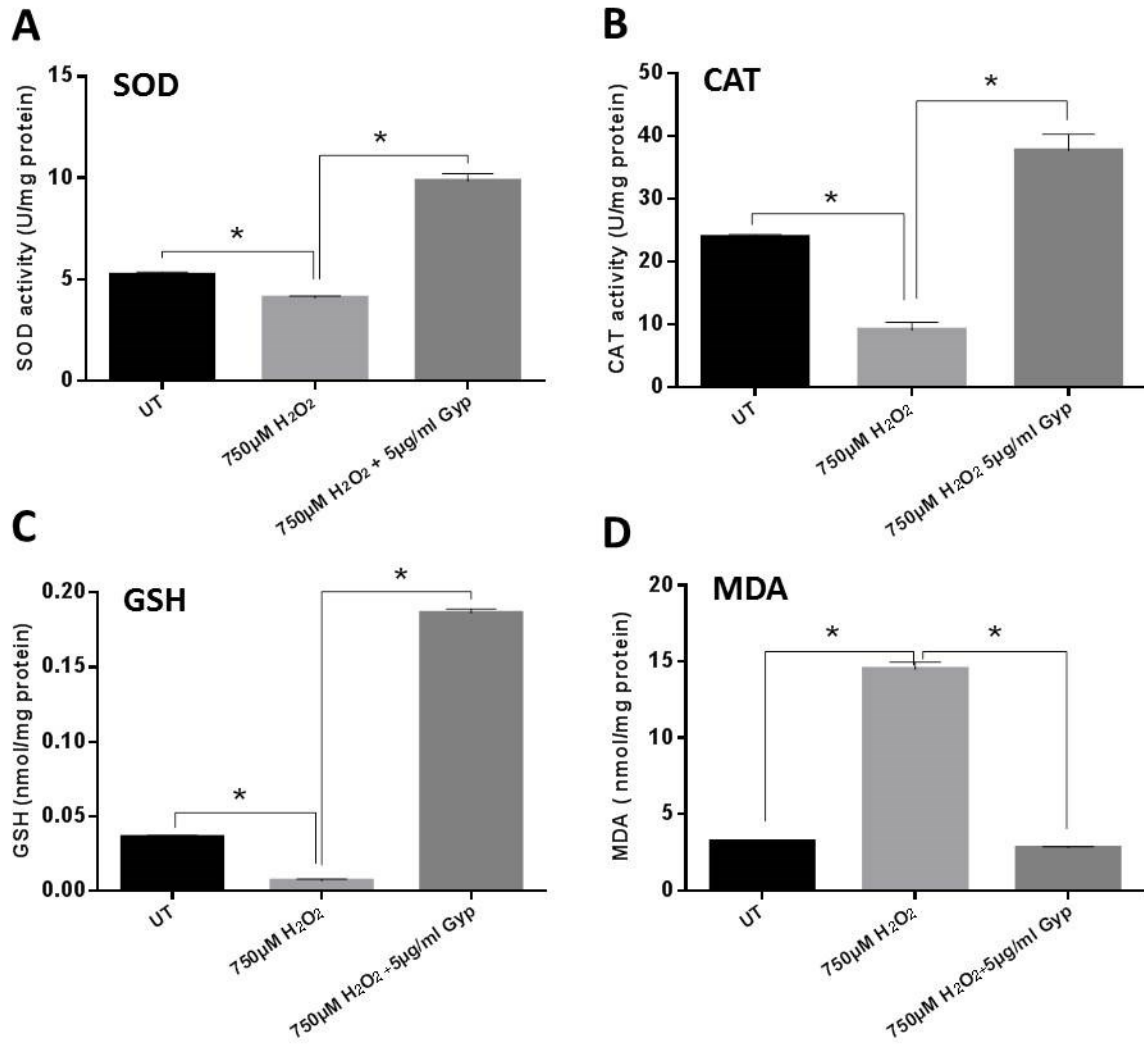 A
SOD
SOD activity (U/mg protein)
15
10
5
0
*
*
UT
750µM H₂O₂
750µM H₂O₂ + 5µg/ml Gyp
B
CAT
CAT activity (U/mg protein)
50
40
30
20
10
0
*
*
UT
750µM H₂O₂
750µM H₂O₂ 5µg/ml Gyp
C
GSH
GSH (nmol/mg protein)
0.20
0.15
0.10
0.05
0.00
*
*
UT
750µM H₂O₂
750µM H₂O₂ +5µg/ml Gyp
D
MDA
MDA ( nmol/mg protein)
20
15
10
5
0
*
*
UT
750µM H₂O₂
750µM H₂O₂+5µg/ml Gyp